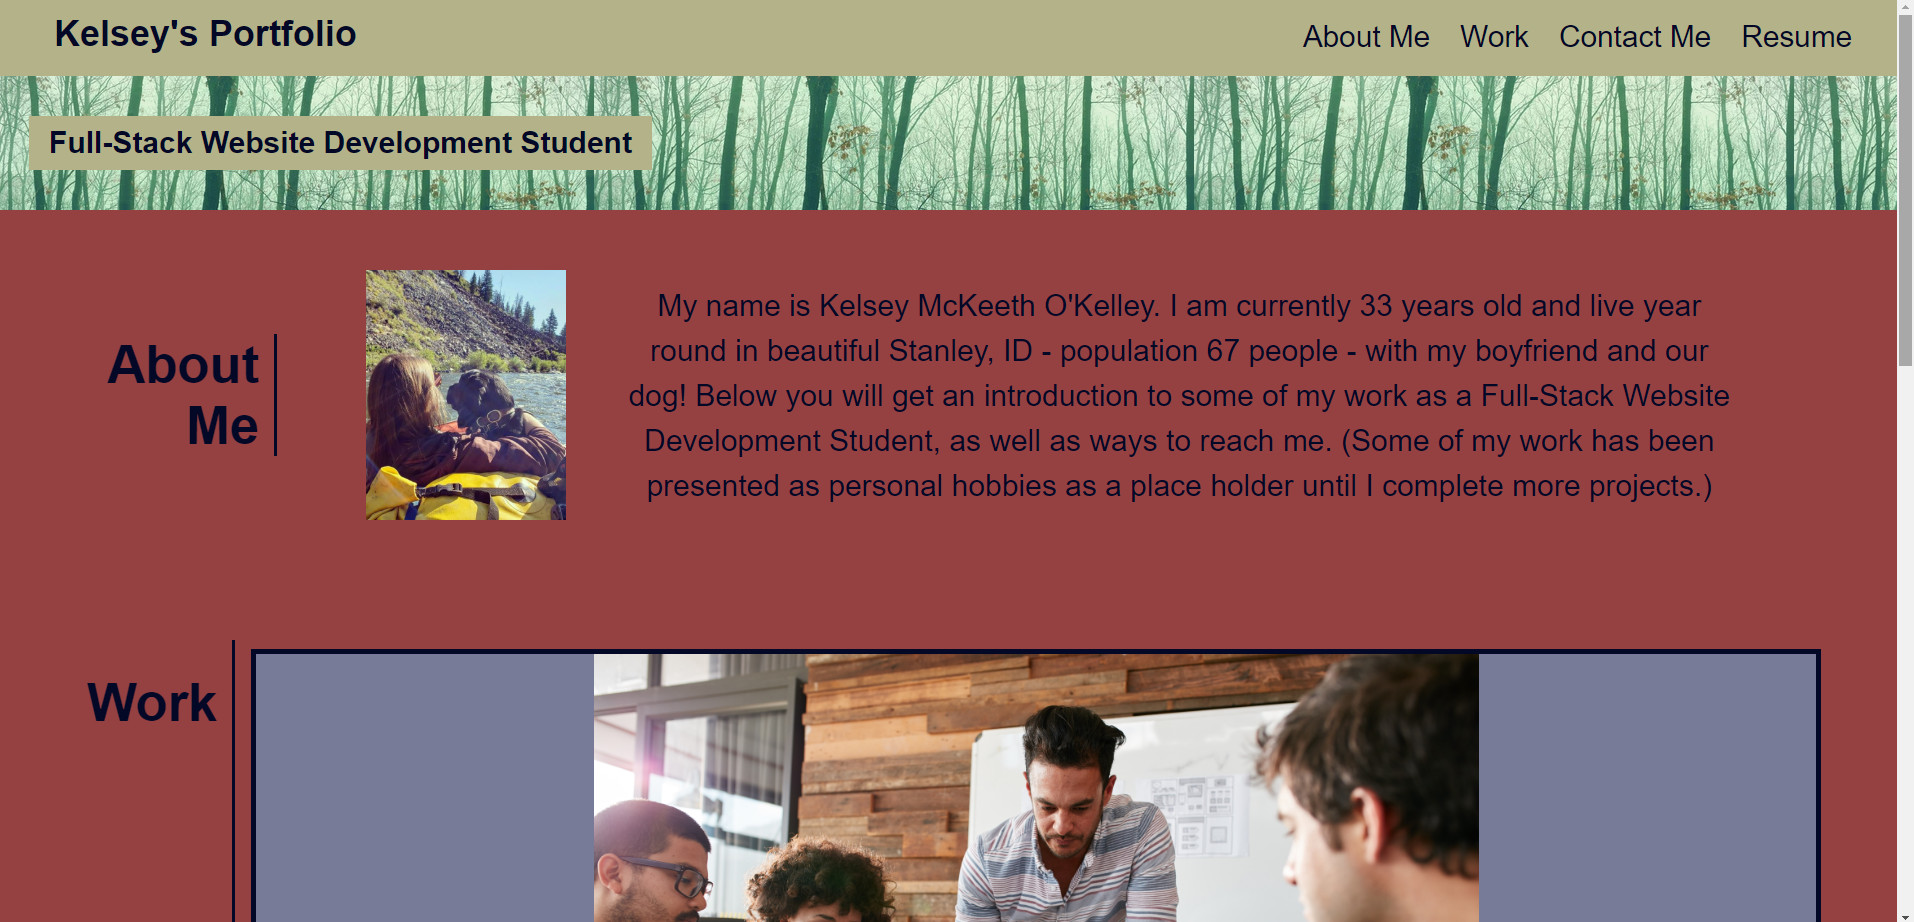 Kelsey's Portfolio
About Me Work Contact Me Resume
Full-Stack Website Development Student
About
Me
My name is Kelsey McKeeth O'Kelley. I am currently 33 years old and live year
round in beautiful Stanley, ID - population 67 people - with my boyfriend and our
dog! Below you will get an introduction to some of my work as a Full-Stack Website
Development Student, as well as ways to reach me. (Some of my work has been
presented as personal hobbies as a place holder until I complete more projects.)
Work